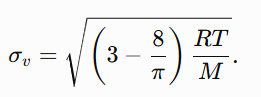 σ_v = √((3 − 8/π) RT/M).